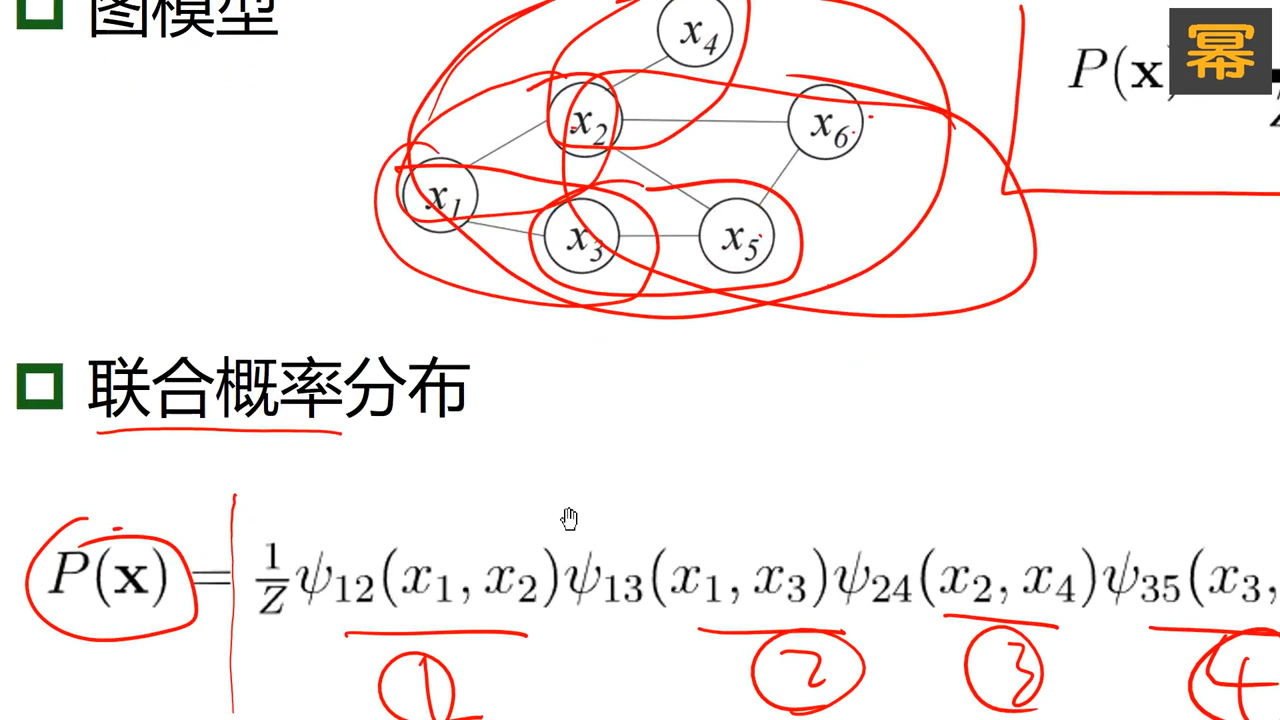 图模型
x₄
P(x)
幂
x₂
x₆
x₁
x₃
x₅
联合概率分布
P(x) = 1/Z ψ₁₂(x₁, x₂)ψ₁₃(x₁, x₃)ψ₂₄(x₂, x₄)ψ₃₅(x₃,
1 2 3 4